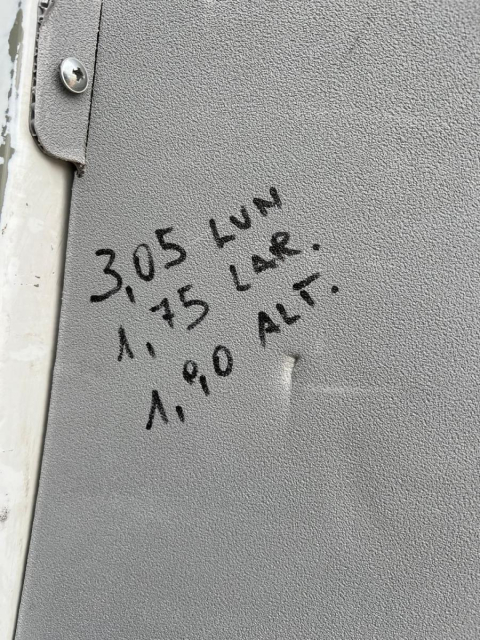 3,05 LUN
1,75 LAR.
1,90 ALT.